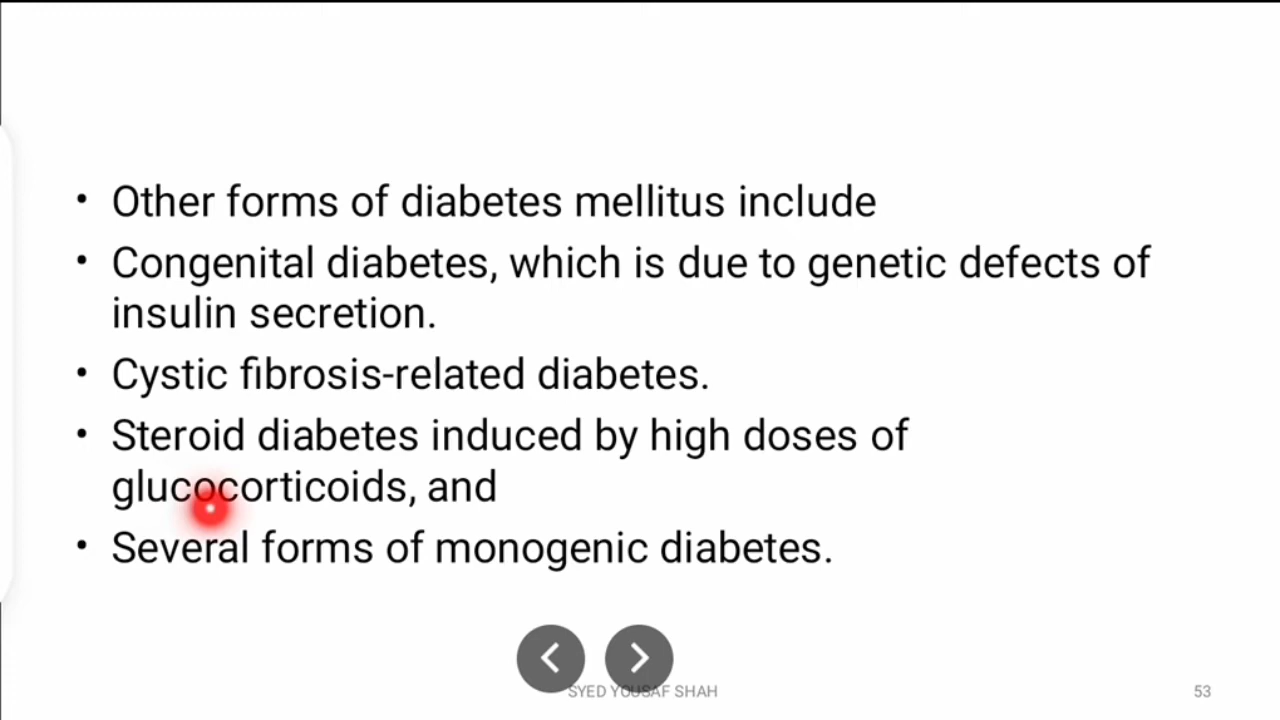 • Other forms of diabetes mellitus include
• Congenital diabetes, which is due to genetic defects of
insulin secretion.
• Cystic fibrosis-related diabetes.
• Steroid diabetes induced by high doses of
glucocorticoids, and
• Several forms of monogenic diabetes.
SYED YOUSAF SHAH
53